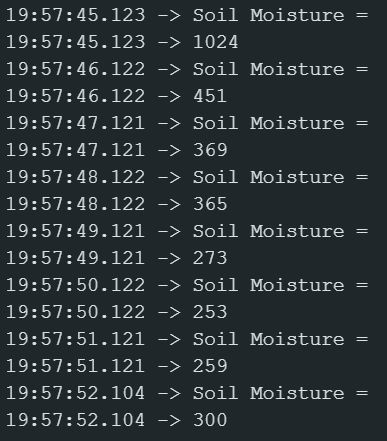 19:57:45.123 -> Soil Moisture =
19:57:45.123 -> 1024
19:57:46.122 -> Soil Moisture =
19:57:46.122 -> 451
19:57:47.121 -> Soil Moisture =
19:57:47.121 -> 369
19:57:48.122 -> Soil Moisture =
19:57:48.122 -> 365
19:57:49.121 -> Soil Moisture =
19:57:49.121 -> 273
19:57:50.122 -> Soil Moisture =
19:57:50.122 -> 253
19:57:51.121 -> Soil Moisture =
19:57:51.121 -> 259
19:57:52.104 -> Soil Moisture =
19:57:52.104 -> 300